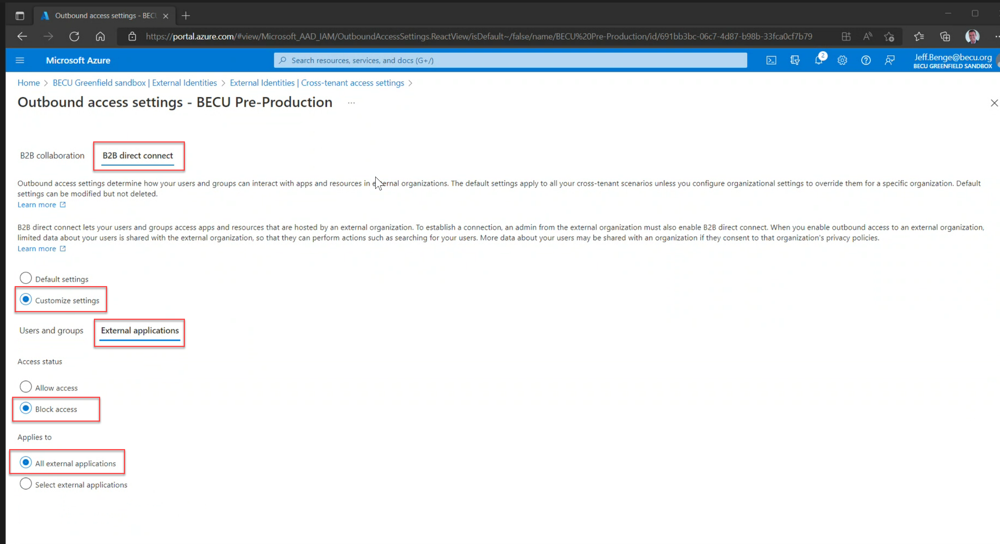 Outbound access settings - BECU
https://portal.azure.com/#view/Microsoft_AAD_IAM/OutboundAccessSettings.ReactView/isDefault~/false/name/BECU%20Pre-Production/id/691bb3bc-06c7-4d87-b98b-33fca0cf7b79
Microsoft Azure
Search resources, services, and docs (G+/)
2
Jeff.Benge@becu.org
BECU GREENFIELD SANDBOX
Home > BECU Greenfield sandbox | External Identities > External Identities | Cross-tenant access settings >
Outbound access settings - BECU Pre-Production ...
B2B collaboration
B2B direct connect
Outbound access settings determine how your users and groups can interact with apps and resources in external organizations. The default settings apply to all your cross-tenant scenarios unless you configure organizational settings to override them for a specific organization. Default
settings can be modified but not deleted.
Learn more
B2B direct connect lets your users and groups access apps and resources that are hosted by an external organization. To establish a connection, an admin from the external organization must also enable B2B direct connect. When you enable outbound access to an external organization,
limited data about your users is shared with the external organization, so that they can perform actions such as searching for your users. More data about your users may be shared with an organization if they consent to that organization's privacy policies.
Learn more
Default settings
Customize settings
Users and groups
External applications
Access status
Allow access
Block access
Applies to
All external applications
Select external applications